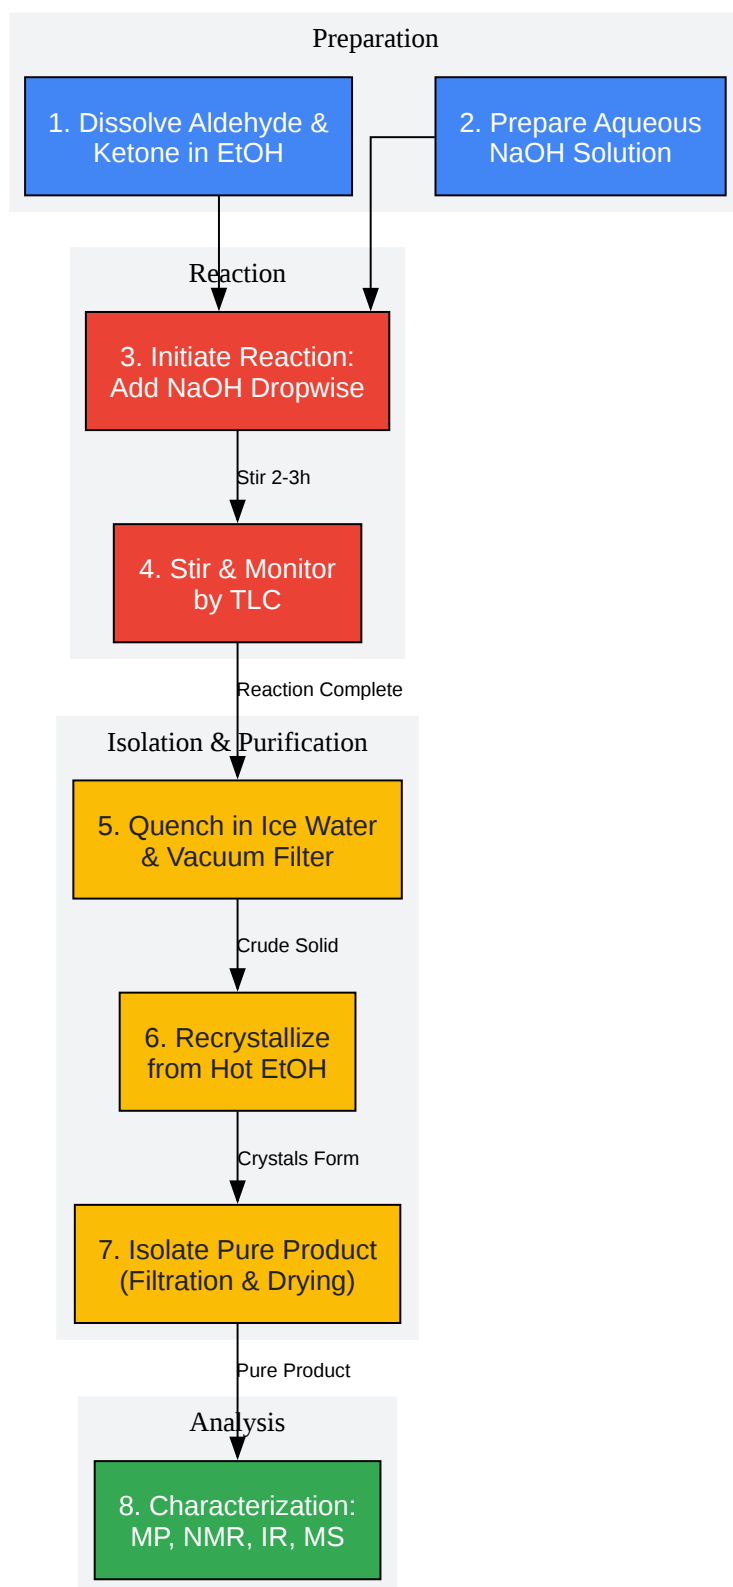 Preparation
1. Dissolve Aldehyde &
Ketone in EtOH
2. Prepare Aqueous
NaOH Solution
Reaction
3. Initiate Reaction:
Add NaOH Dropwise
Stir 2-3h
4. Stir & Monitor
by TLC
Reaction Complete
Isolation & Purification
5. Quench in Ice Water
& Vacuum Filter
Crude Solid
6. Recrystallize
from Hot EtOH
Crystals Form
7. Isolate Pure Product
(Filtration & Drying)
Pure Product
Analysis
8. Characterization:
MP, NMR, IR, MS